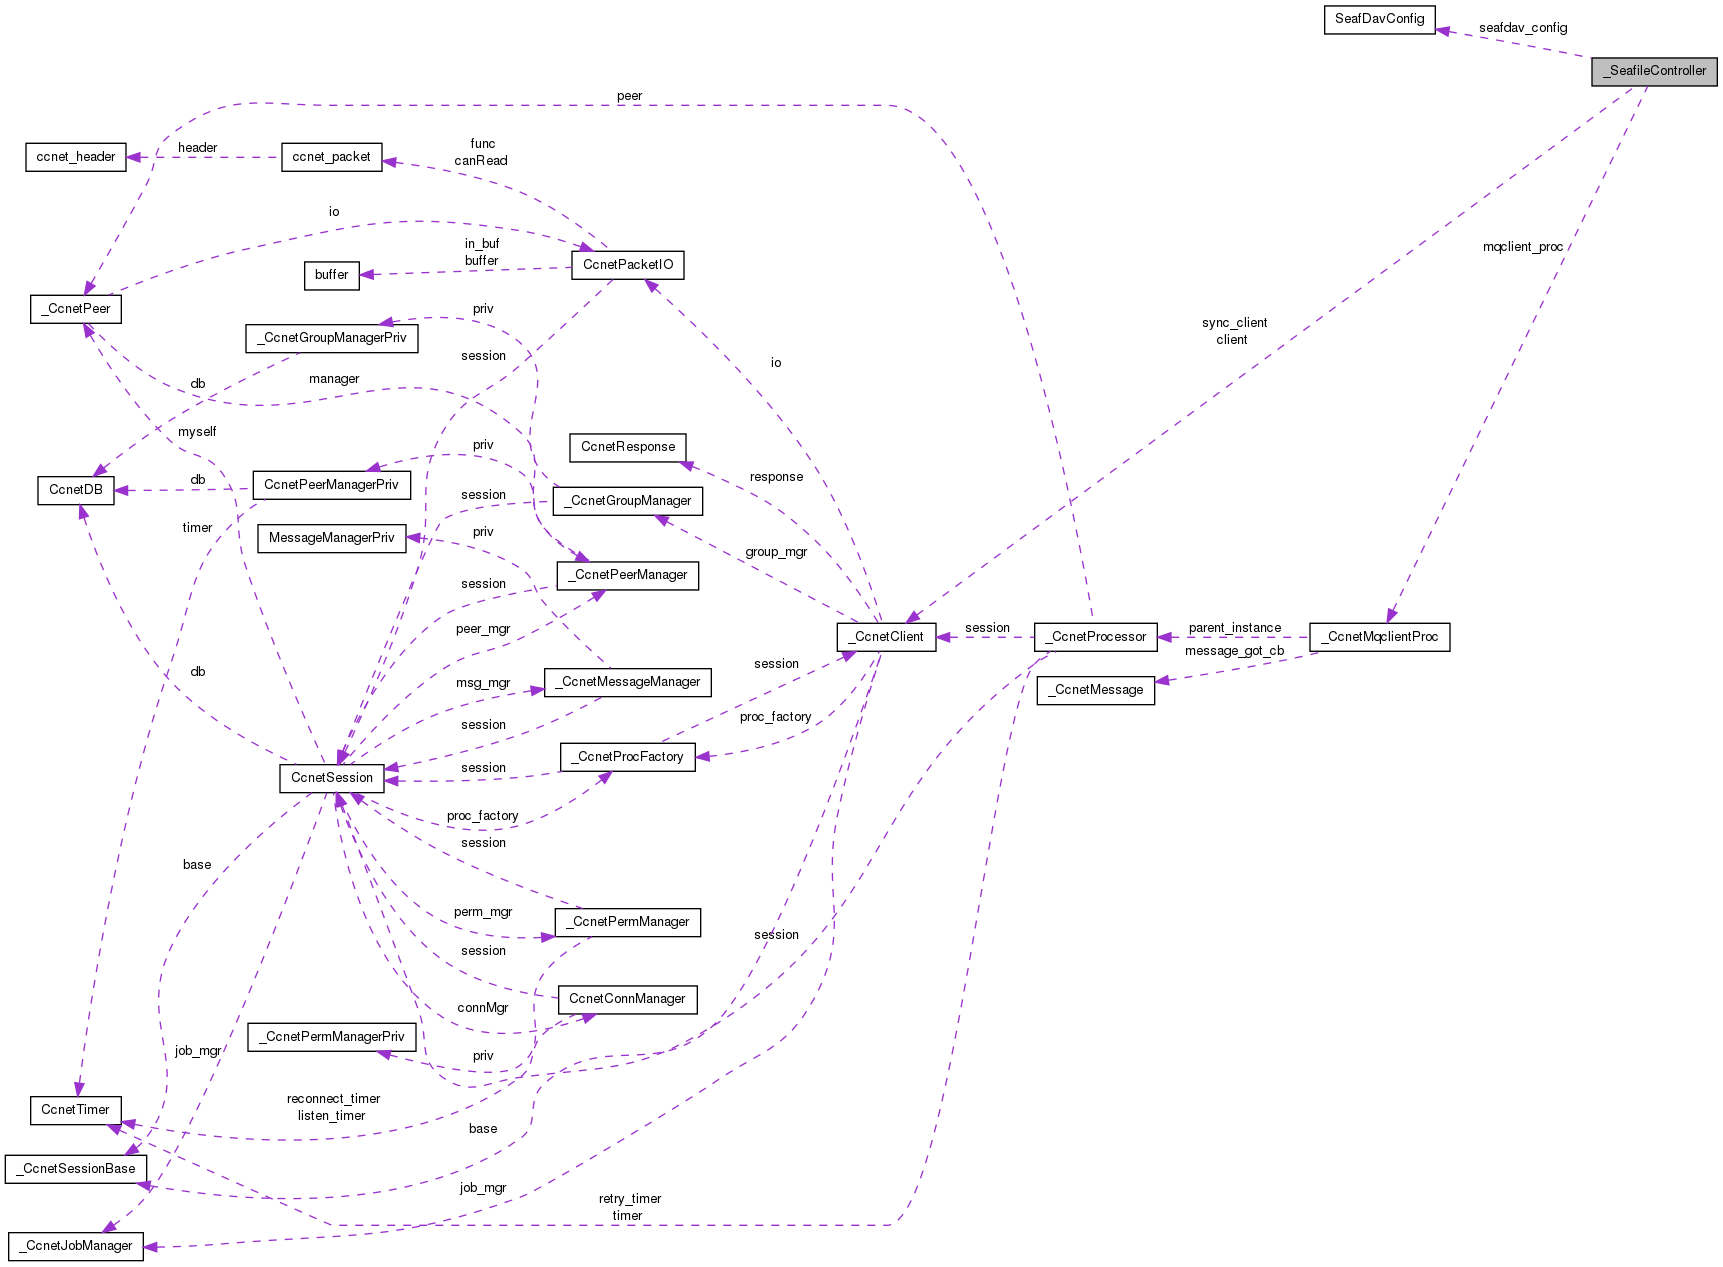 SeafDavConfig
seafdav_config
_SeafileController
peer
ccnet_header
header
ccnet_packet
func
canRead
io
in_buf
buffer
buffer
CcnetPacketIO
mqclient_proc
_CcnetPeer
priv
_CcnetGroupManagerPriv
sync_client
client
session
io
db
manager
myself
CcnetResponse
priv
response
CcnetDB
db
CcnetPeerManagerPriv
session
_CcnetGroupManager
timer
MessageManagerPriv
priv
group_mgr
_CcnetPeerManager
session
peer_mgr
_CcnetClient
session
_CcnetProcessor
parent_instance
_CcnetMqclientProc
message_got_cb
session
db
msg_mgr
_CcnetMessageManager
_CcnetMessage
session
proc_factory
_CcnetProcFactory
session
CcnetSession
proc_factory
session
base
perm_mgr
_CcnetPermManager
session
session
CcnetConnManager
connMgr
_CcnetPermManagerPriv
job_mgr
priv
reconnect_timer
listen_timer
CcnetTimer
base
_CcnetSessionBase
job_mgr
retry_timer
timer
_CcnetJobManager